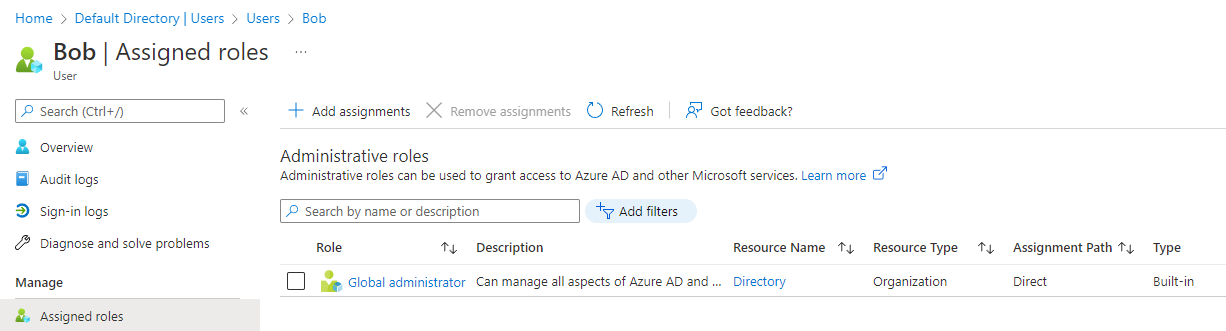 Home > Default Directory | Users > Users > Bob
Bob | Assigned roles ...
User
Search (Ctrl+/) «
Overview
Audit logs
Sign-in logs
Diagnose and solve problems
Manage
Assigned roles
+ Add assignments × Remove assignments Refresh | Got feedback?
Administrative roles
Administrative roles can be used to grant access to Azure AD and other Microsoft services. Learn more
Search by name or description Add filters
Role ↑↓ Description Resource Name ↑↓ Resource Type ↑↓ Assignment Path ↑↓ Type
Global administrator Can manage all aspects of Azure AD and ... Directory Organization Direct Built-in